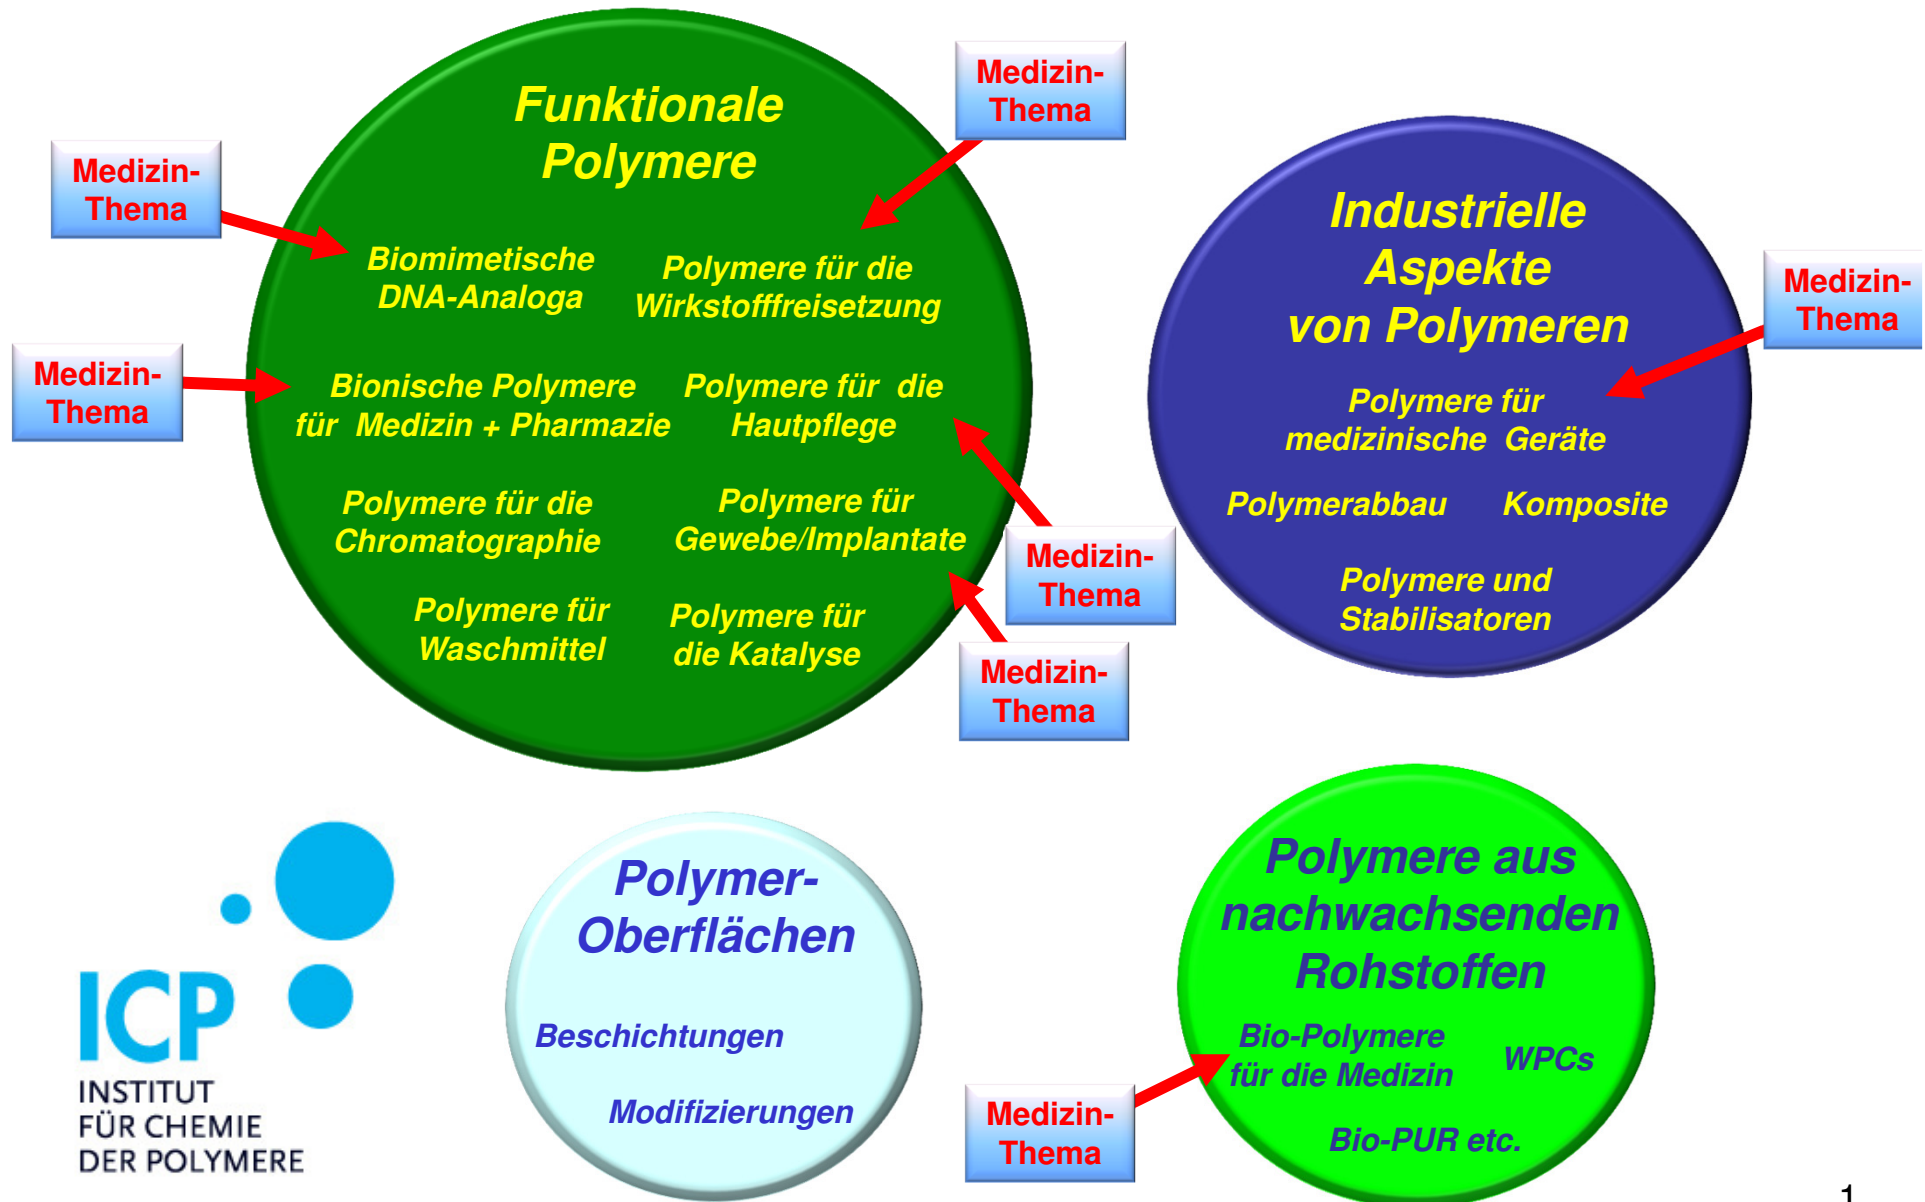 Funktionale
Polymere
Medizin-
Thema
Medizin-
Thema
Biomimetische
DNA-Analoga
Polymere für die
Wirkstofffreisetzung
Medizin-
Thema
Bionische Polymere
für Medizin + Pharmazie
Polymere für die
Hautpflege
Polymere für die
Chromatographie
Polymere für
Gewebe/Implantate
Medizin-
Thema
Polymere für
Waschmittel
Polymere für
die Katalyse
Medizin-
Thema
Industrielle
Aspekte
von Polymeren
Medizin-
Thema
Polymere für
medizinische Geräte
Polymerabbau
Komposite
Polymere und
Stabilisatoren
ICP
INSTITUT
FÜR CHEMIE
DER POLYMERE
Polymer-
Oberflächen
Beschichtungen
Modifizierungen
Polymere aus
nachwachsenden
Rohstoffen
Bio-Polymere
für die Medizin
WPCs
Medizin-
Thema
Bio-PUR etc.
1